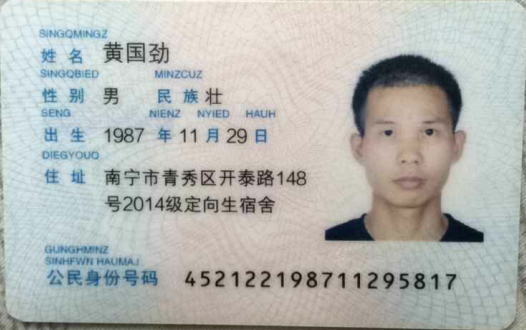 SINGQMINGZ
姓 名 黄国劲
SINGQBIED MINZCUZ
性 别 男 民 族 壮
SENG NIENZ NYIED HAUH
出 生 1987 年 11 月 29 日
DIEGYOUQ
住 址 南宁市青秀区开泰路148
号2014级定向生宿舍
GUNGHMINZ
SINHFWN HAUMAJ
公民身份号码 452122198711295817